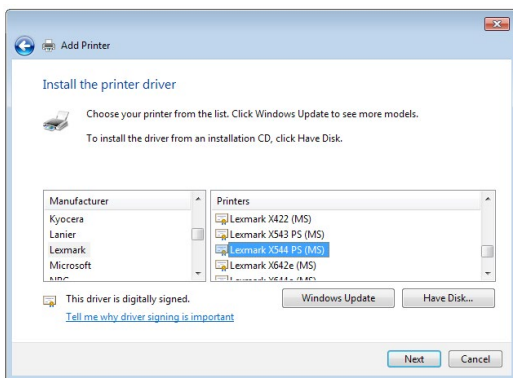 Add Printer
Install the printer driver
Choose your printer from the list. Click Windows Update to see more models.
To install the driver from an installation CD, click Have Disk.
Manufacturer
Kyocera
Lanier
Lexmark
Microsoft
Printers
Lexmark X422 (MS)
Lexmark X543 PS (MS)
Lexmark X544 PS (MS)
Lexmark X642e (MS)
This driver is digitally signed.
Tell me why driver signing is important
Windows Update
Have Disk...
Next
Cancel